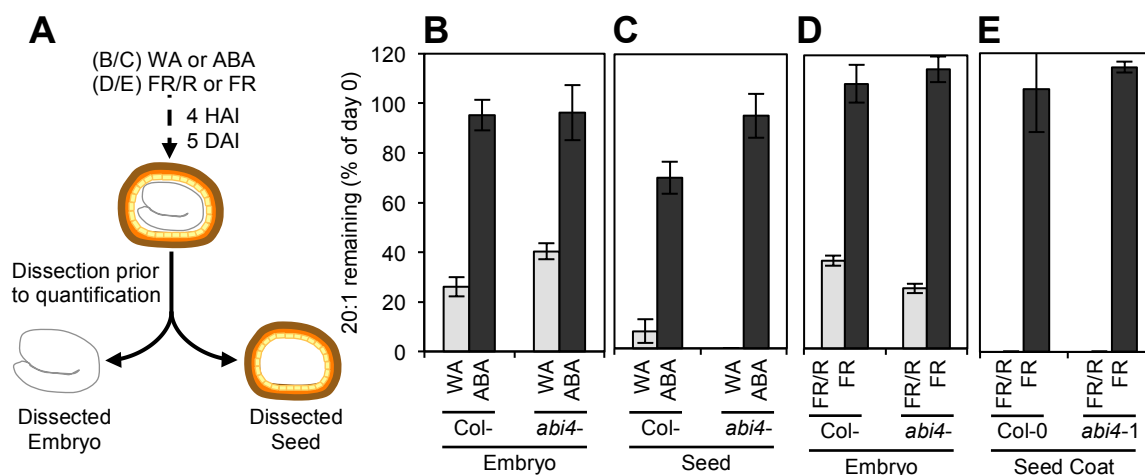 A
(B/C) WA or ABA
(D/E) FR/R or FR
4 HAI
5 DAI
Dissection prior
to quantification
Dissected
Embryo
Dissected
Seed
B C D E
20:1 remaining (% of day 0)
120
100
80
60
40
20
0
WA ABA WA ABA WA ABA WA ABA FR/R FR FR/R FR FR/R FR FR/R FR
Col- abi4- Col- abi4- Col- abi4- Col-0 abi4-1
Embryo Seed Embryo Seed Coat